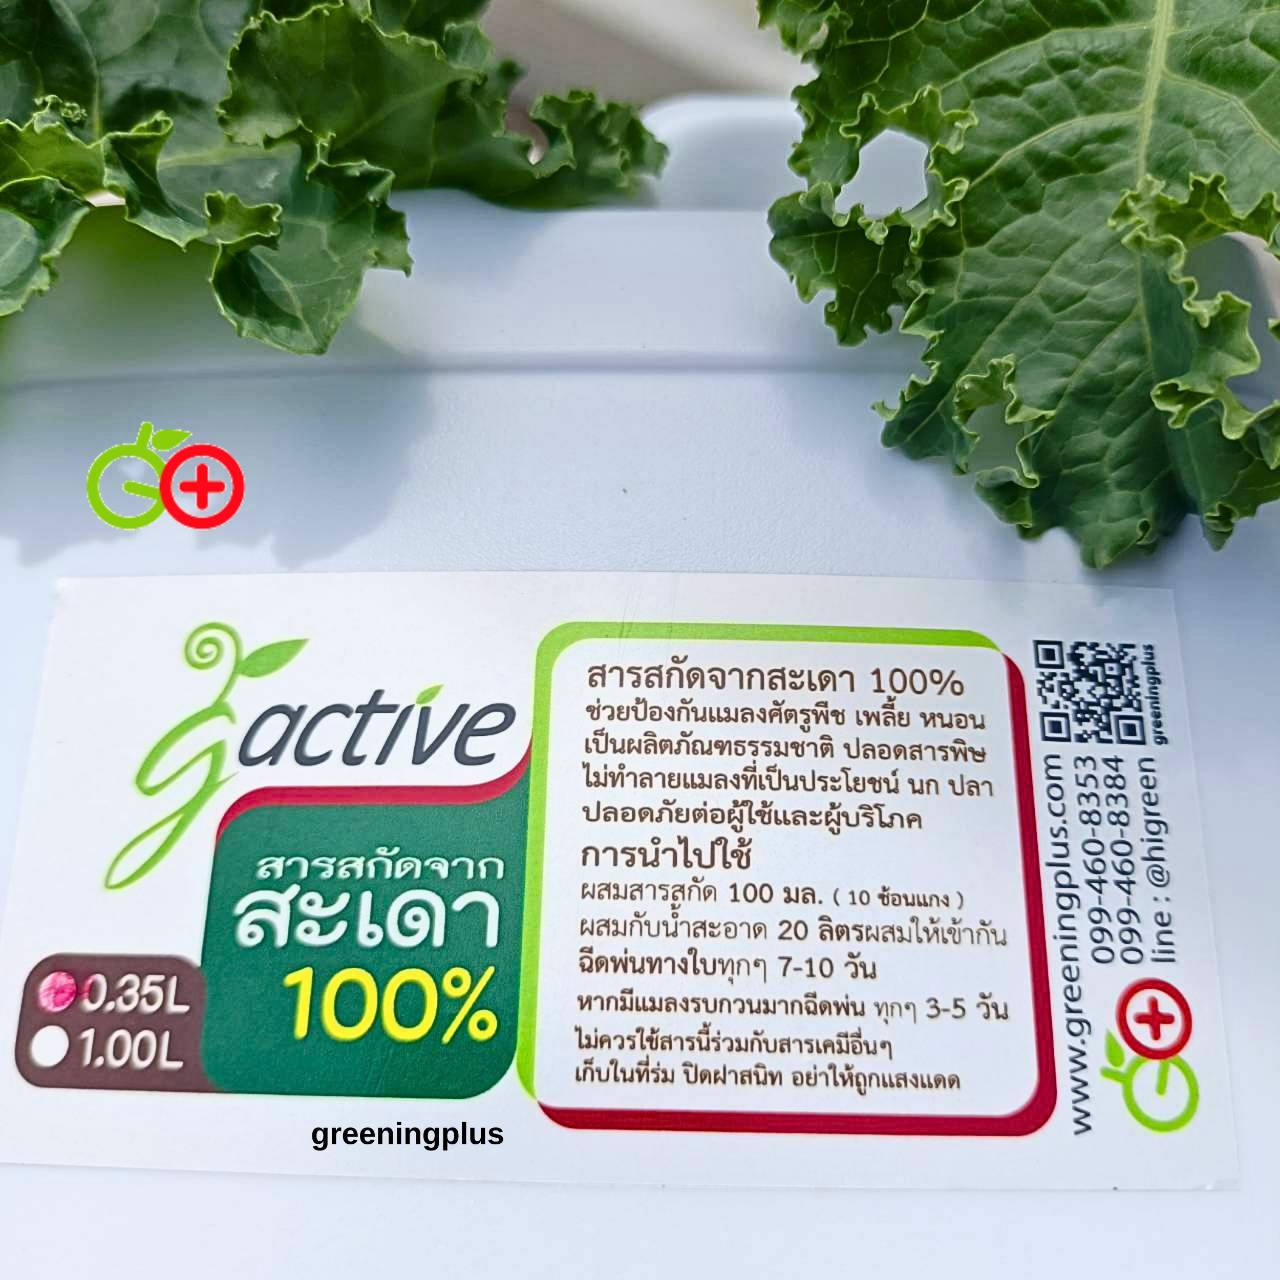 active
สารสกัดจาก
สะเดา
100%
0.35L
1.00L
greeningplus
สารสกัดจากสะเดา 100%
ช่วยป้องกันแมลงศัตรูพืช เพลี้ย หนอน
เป็นผลิตภัณฑธรรมชาติ ปลอดสารพิษ
ไม่ทำลายแมลงที่เป็นประโยชน์ นก ปลา
ปลอดภัยต่อผู้ใช้และผู้บริโภค
การนำไปใช้
ผสมสารสกัด 100 มล. ( 10 ช้อนแกง )
ผสมกับน้ำสะอาด 20 ลิตรผสมให้เข้ากัน
ฉีดพ่นทางใบทุกๆ 7-10 วัน
หากมีแมลงรบกวนมากฉีดพ่น ทุกๆ 3-5 วัน
ไม่ควรใช้สารนี้ร่วมกับสารเคมีอื่นๆ
เก็บในที่ร่ม ปิดฝาสนิท อย่าให้ถูกแสงแดด
www.greeningplus.com
099-460-8353
099-460-8384
line : @higreen
greeningplus